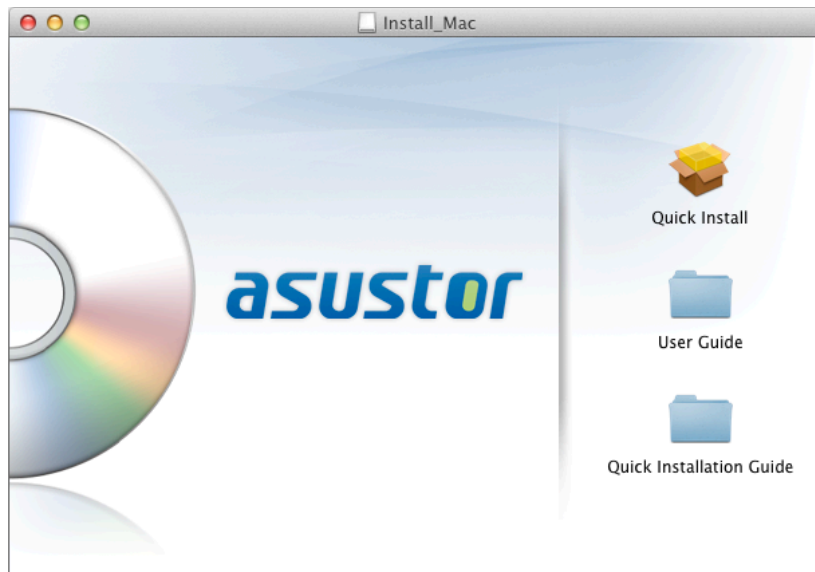 Install_Mac
asustor
Quick Install
User Guide
Quick Installation Guide